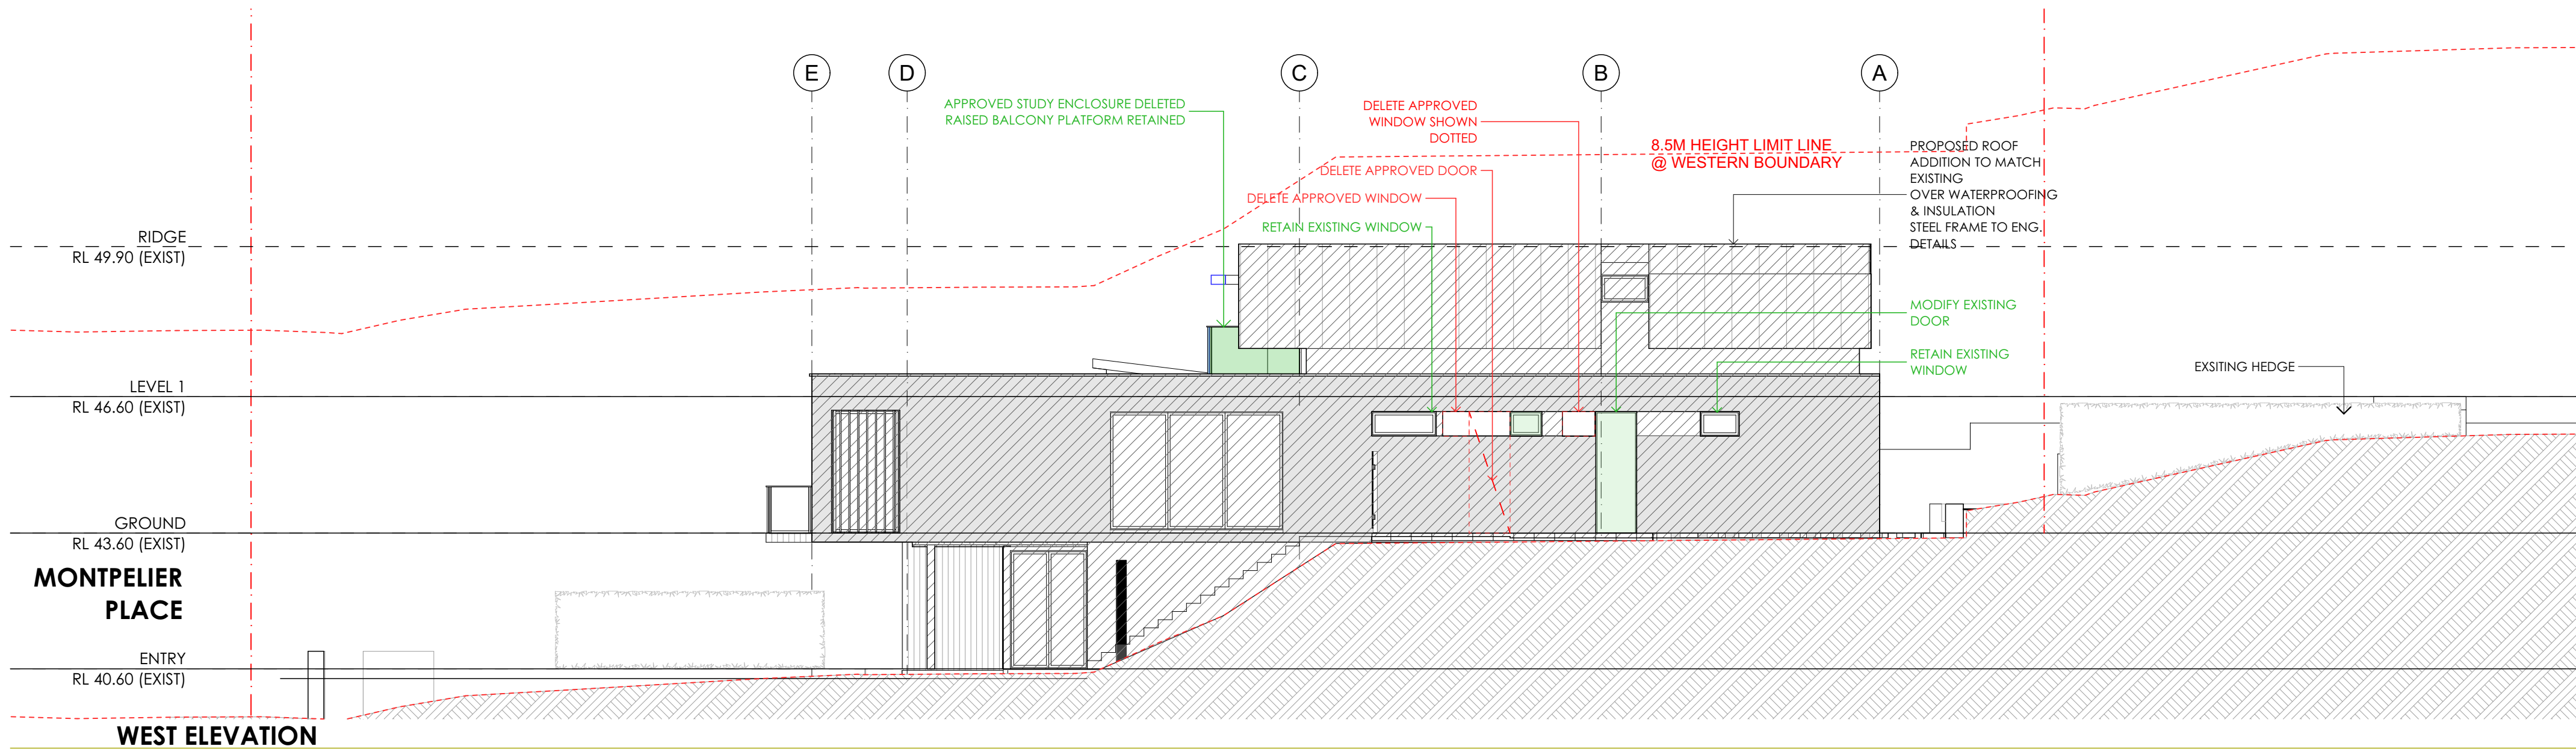 E
D
C
B
A
APPROVED STUDY ENCLOSURE DELETED
RAISED BALCONY PLATFORM RETAINED
DELETE APPROVED
WINDOW SHOWN
DOTTED
8.5M HEIGHT LIMIT LINE
@ WESTERN BOUNDARY
PROPOSED ROOF
ADDITION TO MATCH
EXISTING
OVER WATERPROOFING
& INSULATION
STEEL FRAME TO ENG.
DETAILS
DELETE APPROVED DOOR
DELETE APPROVED WINDOW
RETAIN EXISTING WINDOW
RIDGE
RL 49.90 (EXIST)
MODIFY EXISTING
DOOR
RETAIN EXISTING
WINDOW
EXSITING HEDGE
LEVEL 1
RL 46.60 (EXIST)
GROUND
RL 43.60 (EXIST)
MONTPELIER
PLACE
ENTRY
RL 40.60 (EXIST)
WEST ELEVATION